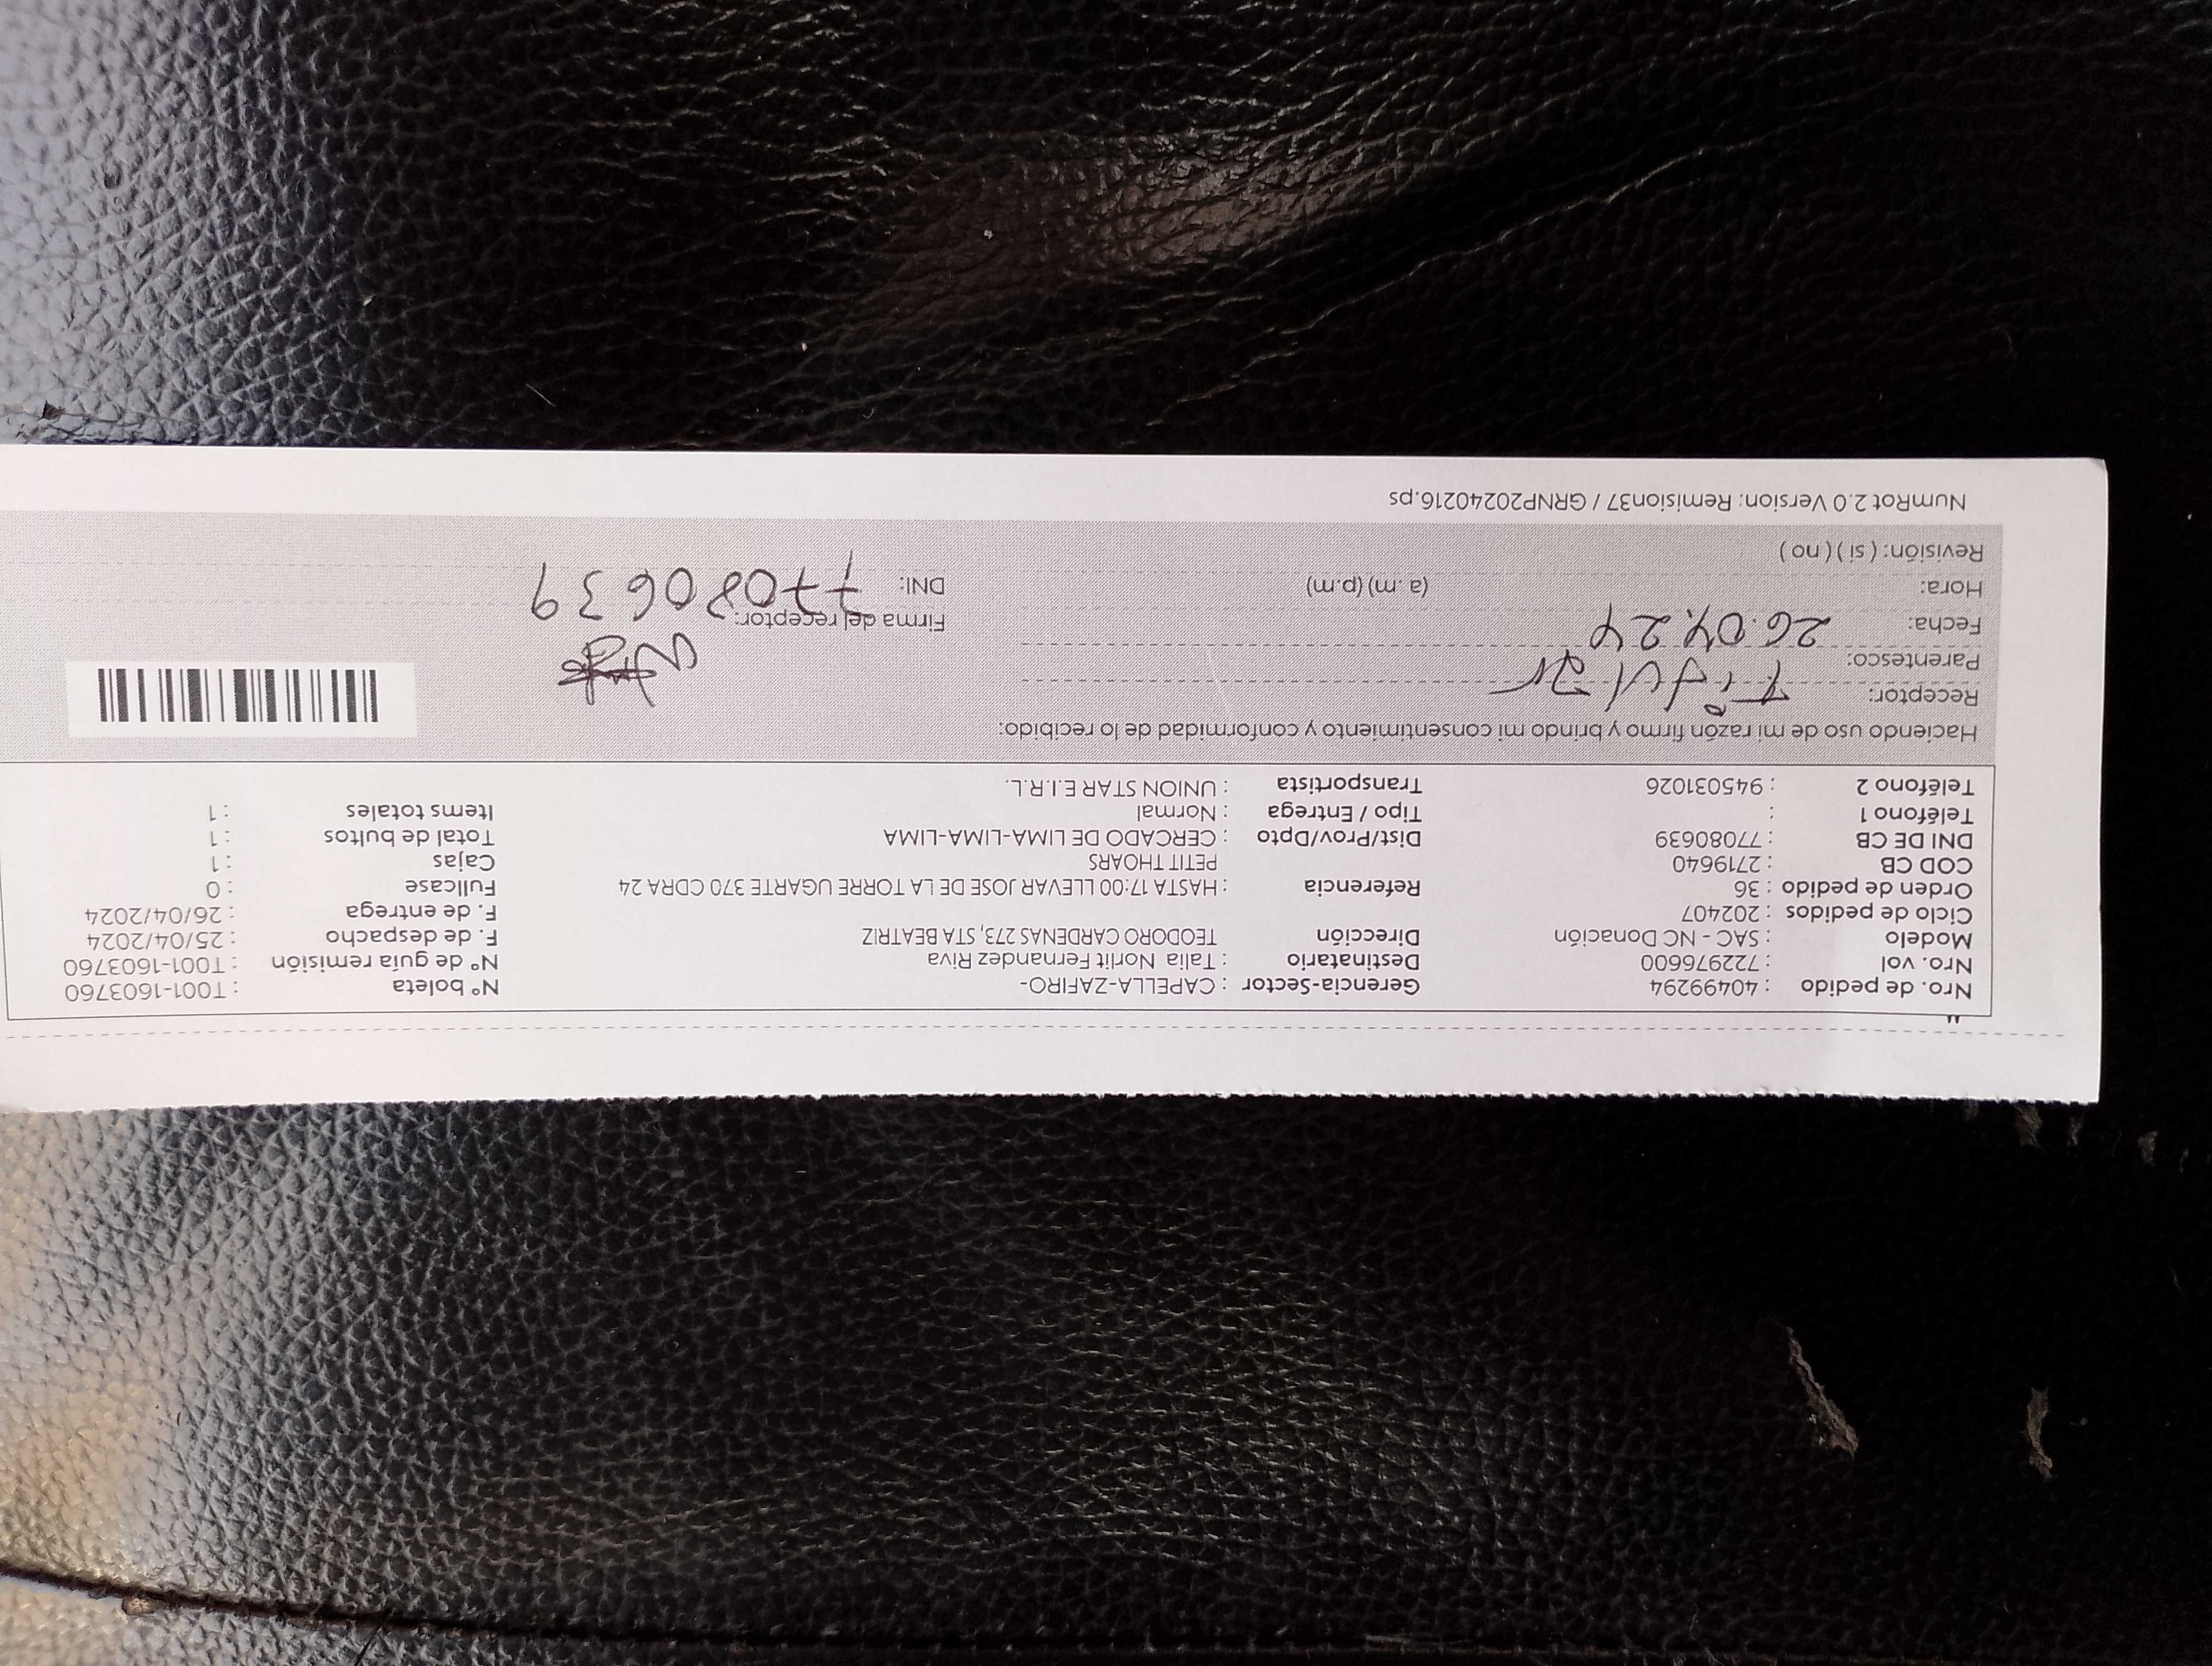 Nro. de pedido : 40499294 Gerencia-Sector : CAPELLA-ZAFIRO- N° boleta : T001-1603760
Nro. vol : 722976600 Destinatario : Talia Norlit Fernandez Riva N° de guía remisión : T001-1603760
Modelo : SAC - NC Donación Dirección TEODORO CARDENAS 273, STA BEATRIZ F. de despacho : 25/04/2024
Ciclo de pedidos : 202407 F. de entrega : 26/04/2024
Orden de pedido : 36 Referencia : HASTA 17:00 LLEVAR JOSE DE LA TORRE UGARTE 370 CDRA 24 Fullcase : 0
COD CB : 2719640 PETIT THOARS Cajas : 1
DNI DE CB : 77080639 Dist/Prov/Dpto : CERCADO DE LIMA-LIMA-LIMA Total de bultos : 1
Teléfono 1 : Tipo / Entrega : Normal Items totales : 1
Teléfono 2 : 945031026 Transportista : UNION STAR E.I.R.L.
Haciendo uso de mi razón firmo y brindo mi consentimiento y conformidad de lo recibido:
Receptor: Titular
Parentesco:
Fecha: 26.04.24 Firma del receptor:
Hora: (a.m) (p.m) DNI: 77080639
Revisión: ( si ) ( no )
NumRot 2.0 Version: Remision37 / GRNP20240216.ps